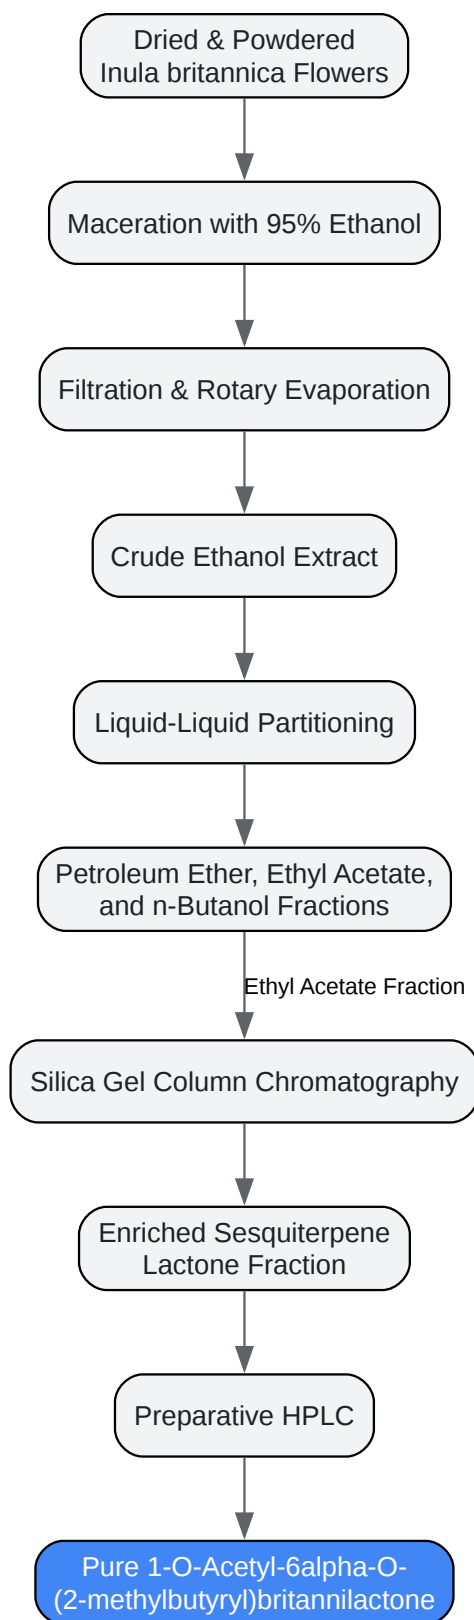 Dried & Powdered
Inula britannica Flowers
Maceration with 95% Ethanol
Filtration & Rotary Evaporation
Crude Ethanol Extract
Liquid-Liquid Partitioning
Petroleum Ether, Ethyl Acetate,
and n-Butanol Fractions
Ethyl Acetate Fraction
Silica Gel Column Chromatography
Enriched Sesquiterpene
Lactone Fraction
Preparative HPLC
Pure 1-O-Acetyl-6alpha-O-
(2-methylbutyryl)britannilactone